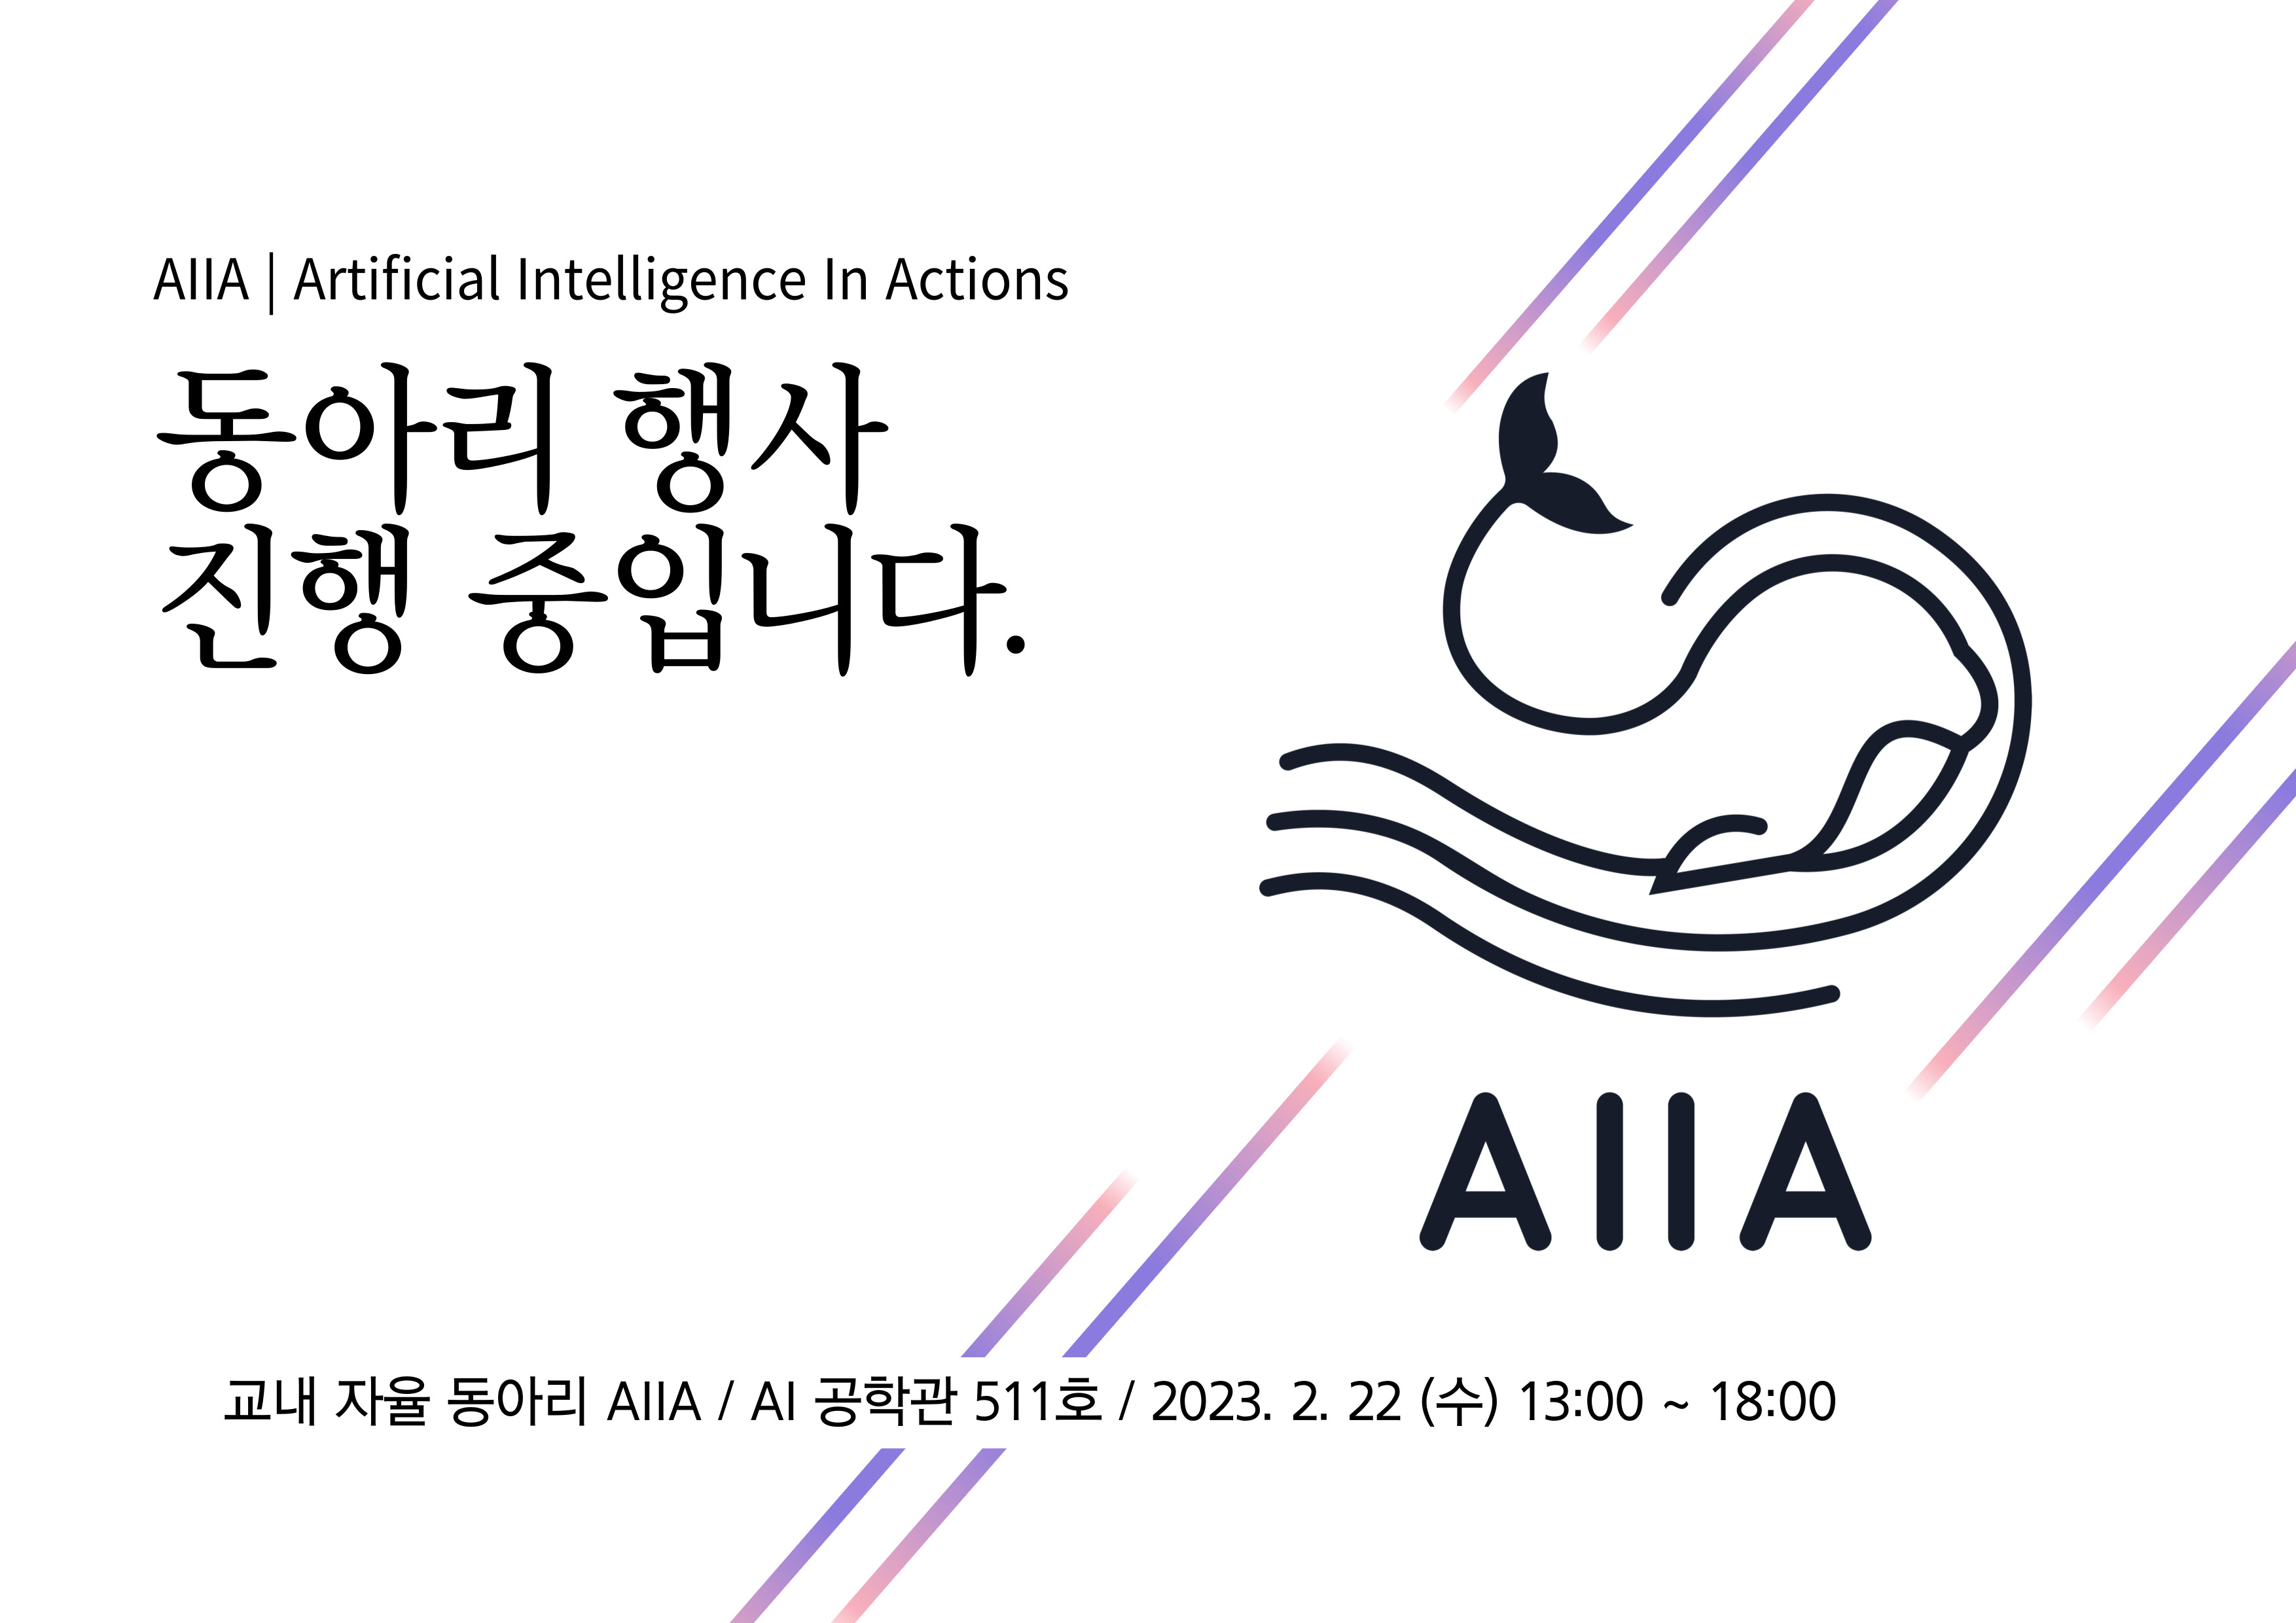 AIIA | Artificial Intelligence In Actions
동아리 행사
진행 중입니다.
AIIA
교내 자율 동아리 AIIA / AI 공학관 511호 / 2023. 2. 22 (수) 13:00 ~ 18:00